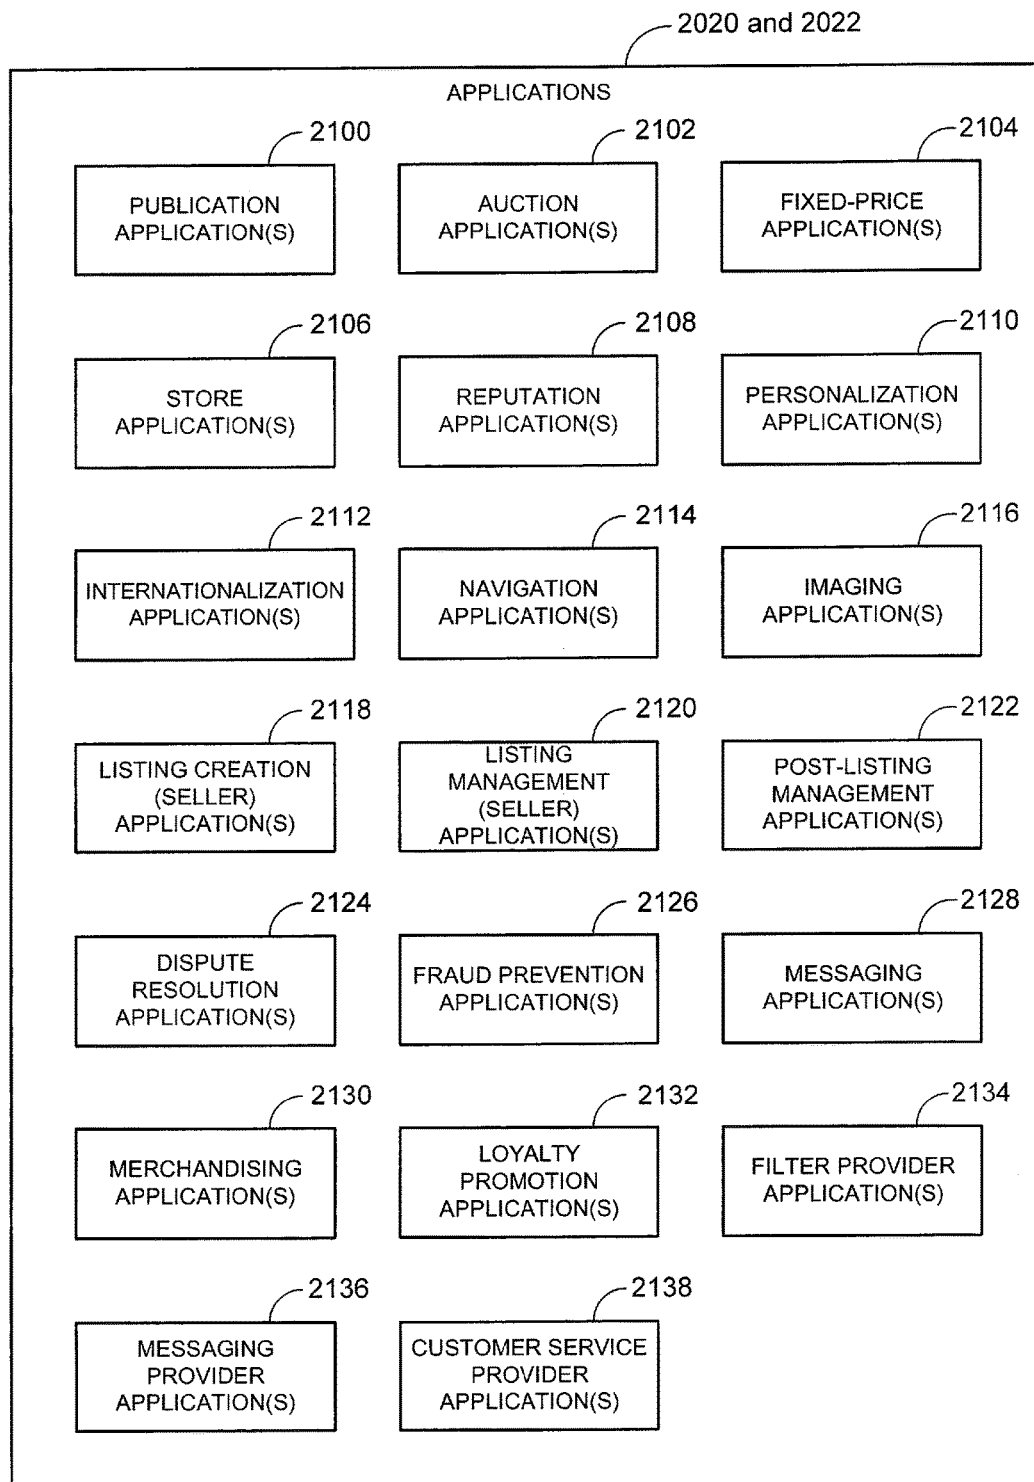 2020 and 2022
APPLICATIONS
2100
PUBLICATION
APPLICATION(S)
2102
AUCTION
APPLICATION(S)
2104
FIXED-PRICE
APPLICATION(S)
2106
STORE
APPLICATION(S)
2108
REPUTATION
APPLICATION(S)
2110
PERSONALIZATION
APPLICATION(S)
2112
INTERNATIONALIZATION
APPLICATION(S)
2114
NAVIGATION
APPLICATION(S)
2116
IMAGING
APPLICATION(S)
2118
LISTING CREATION
(SELLER)
APPLICATION(S)
2120
LISTING
MANAGEMENT
(SELLER)
APPLICATION(S)
2122
POST-LISTING
MANAGEMENT
APPLICATION(S)
2124
DISPUTE
RESOLUTION
APPLICATION(S)
2126
FRAUD PREVENTION
APPLICATION(S)
2128
MESSAGING
APPLICATION(S)
2130
MERCHANDISING
APPLICATION(S)
2132
LOYALTY
PROMOTION
APPLICATION(S)
2134
FILTER PROVIDER
APPLICATION(S)
2136
MESSAGING
PROVIDER
APPLICATION(S)
2138
CUSTOMER SERVICE
PROVIDER
APPLICATION(S)